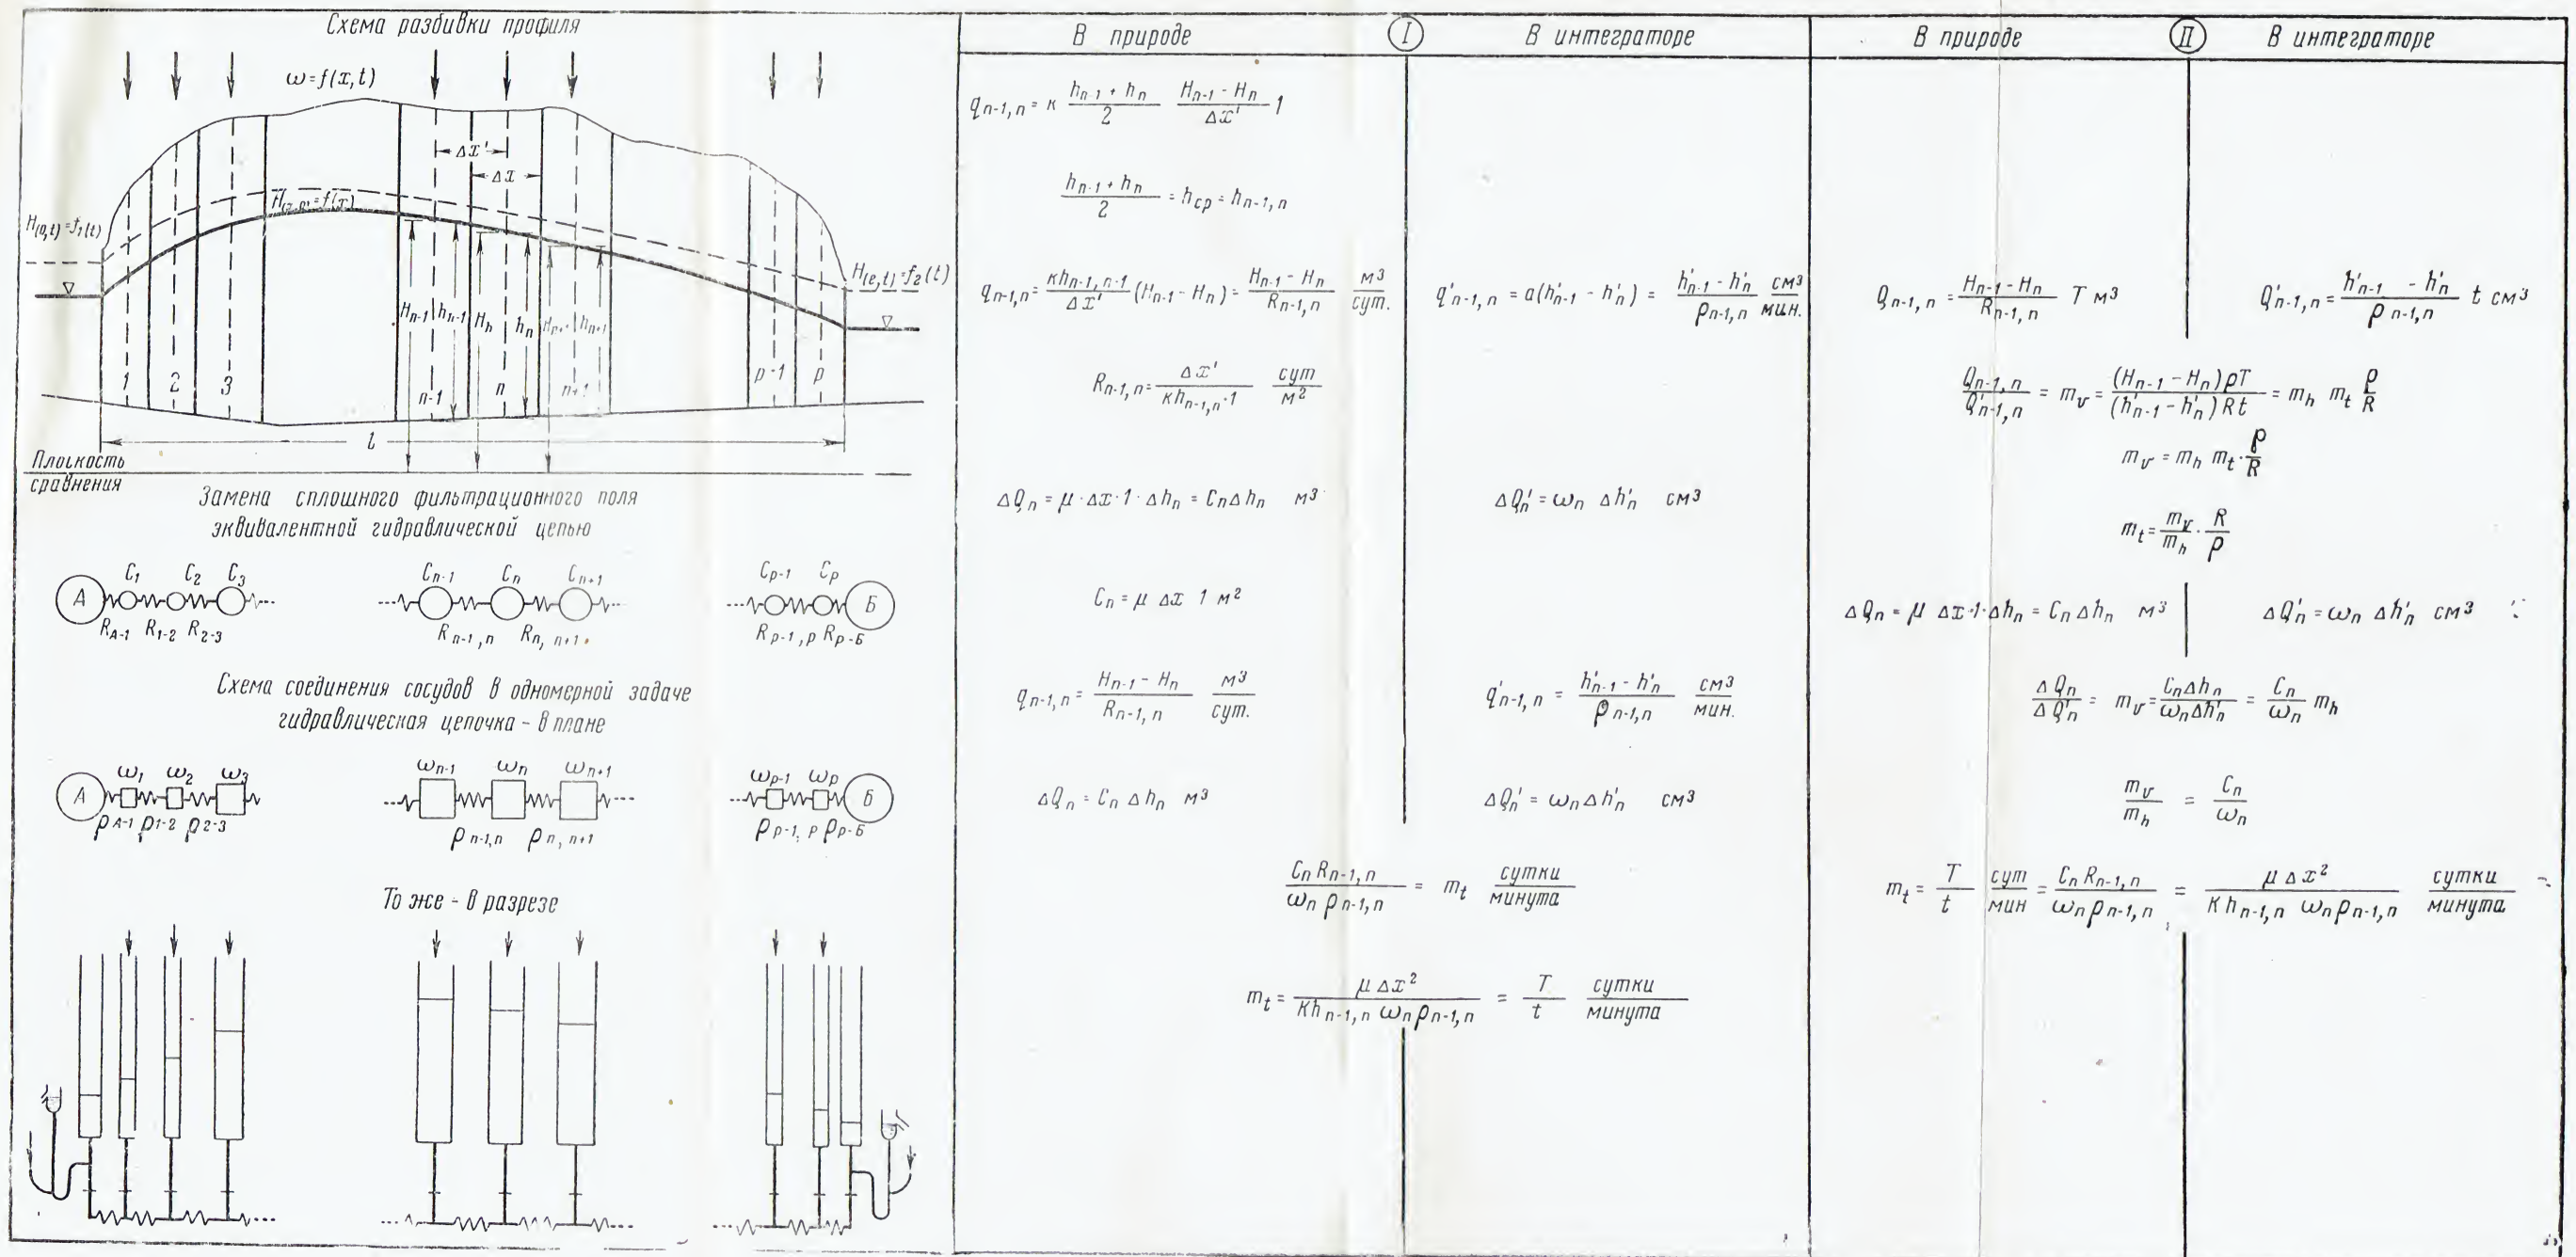 Схема разбивки профиля
ω=f(x,t)
Δx'
Δx
H(0,t)=f₁(t)
H(ℓ,t)=f₂(t)
Hₙ₋₁ hₙ₋₁ Hₙ hₙ Hₙ₊₁ hₙ₊₁
1 2 3 n-1 n n+1 p-1 p
l
Плоскость
сравнения
Замена сплошного фильтрационного поля
эквивалентной гидравлической цепью
C₁ C₂ C₃ Cₙ₋₁ Cₙ Cₙ₊₁ Cp-1 Cp
А Б
R_A-1 R₁₋₂ R₂₋₃ Rₙ₋₁,ₙ Rₙ,ₙ₊₁ Rp-1,p Rp-Б
Схема соединения сосудов в одномерной задаче
гидравлическая цепочка - в плане
ω₁ ω₂ ω₃ ωₙ₋₁ ωₙ ωₙ₊₁ ωp-1 ωp
А Б
ρ_A-1 ρ₁₋₂ ρ₂₋₃ ρₙ₋₁,ₙ ρₙ,ₙ₊₁ ρp-1,p ρp-Б
То же - в разрезе
В природе I В интеграторе
qₙ₋₁,ₙ = к (hₙ₋₁ + hₙ)/2 (Hₙ₋₁ - Hₙ)/Δx' 1
(hₙ₋₁ + hₙ)/2 = hср = hₙ₋₁,ₙ
qₙ₋₁,ₙ = кhₙ₋₁,ₙ·1/Δx' (Hₙ₋₁ - Hₙ) = (Hₙ₋₁ - Hₙ)/Rₙ₋₁,ₙ м³/сут.
q'ₙ₋₁,ₙ = a(h'ₙ₋₁ - h'ₙ) = (h'ₙ₋₁ - h'ₙ)/ρₙ₋₁,ₙ см³/мин.
Rₙ₋₁,ₙ = Δx'/(кhₙ₋₁,ₙ·1) сут/м²
ΔQₙ = μ·Δx·1·Δhₙ = CₙΔhₙ м³
ΔQ'ₙ = ωₙ Δh'ₙ см³
Cₙ = μ Δx 1 м²
qₙ₋₁,ₙ = (Hₙ₋₁ - Hₙ)/Rₙ₋₁,ₙ м³/сут.
q'ₙ₋₁,ₙ = (h'ₙ₋₁ - h'ₙ)/ρₙ₋₁,ₙ см³/мин.
ΔQₙ = Cₙ Δhₙ м³
ΔQ'ₙ = ωₙΔh'ₙ см³
CₙRₙ₋₁,ₙ/(ωₙ ρₙ₋₁,ₙ) = mₜ сутки/минута
mₜ = μΔx²/(кhₙ₋₁,ₙ ωₙρₙ₋₁,ₙ) = T/t сутки/минута
В природе II В интеграторе
Qₙ₋₁,ₙ = (Hₙ₋₁ - Hₙ)/Rₙ₋₁,ₙ T м³
Q'ₙ₋₁,ₙ = (h'ₙ₋₁ - h'ₙ)/ρₙ₋₁,ₙ t см³
Qₙ₋₁,ₙ/Q'ₙ₋₁,ₙ = mᵥ = (Hₙ₋₁ - Hₙ)ρT/((h'ₙ₋₁ - h'ₙ)Rt) = mₕ mₜ ρ/R
mᵥ = mₕ mₜ·ρ/R
mₜ = mᵥ/mₕ · R/ρ
ΔQₙ = μ Δx·1·Δhₙ = Cₙ Δhₙ м³
ΔQ'ₙ = ωₙ Δh'ₙ см³
ΔQₙ/ΔQ'ₙ = mᵥ = CₙΔhₙ/(ωₙΔh'ₙ) = Cₙ/ωₙ mₕ
mᵥ/mₕ = Cₙ/ωₙ
mₜ = T/t сут/мин = CₙRₙ₋₁,ₙ/(ωₙρₙ₋₁,ₙ) = μΔx²/(Кhₙ₋₁,ₙ ωₙρₙ₋₁,ₙ) сутки/минута